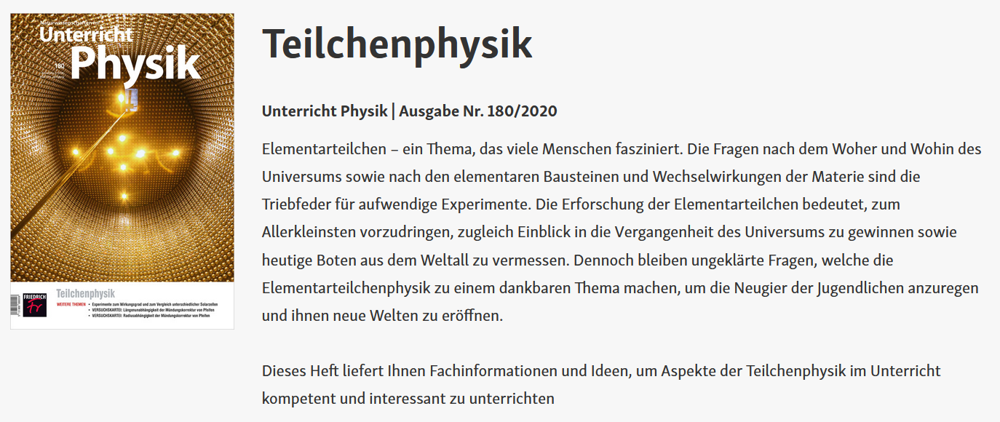 Naturwissenschaften im
Unterricht
Physik
180
FRIEDRICH
Teilchenphysik
WEITERE THEMEN • Experimente zum Wirkungsgrad und zum Vergleich unterschiedlicher Solarzellen
• VERSUCHSKARTEI: Längenunabhängigkeit der Mündungskorrektur von Pfeifen
• VERSUCHSKARTEI: Radiusabhängigkeit der Mündungskorrektur von Pfeifen
Teilchenphysik
Unterricht Physik | Ausgabe Nr. 180/2020
Elementarteilchen – ein Thema, das viele Menschen fasziniert. Die Fragen nach dem Woher und Wohin des
Universums sowie nach den elementaren Bausteinen und Wechselwirkungen der Materie sind die
Triebfeder für aufwendige Experimente. Die Erforschung der Elementarteilchen bedeutet, zum
Allerkleinsten vorzudringen, zugleich Einblick in die Vergangenheit des Universums zu gewinnen sowie
heutige Boten aus dem Weltall zu vermessen. Dennoch bleiben ungeklärte Fragen, welche die
Elementarteilchenphysik zu einem dankbaren Thema machen, um die Neugier der Jugendlichen anzuregen
und ihnen neue Welten zu eröffnen.
Dieses Heft liefert Ihnen Fachinformationen und Ideen, um Aspekte der Teilchenphysik im Unterricht
kompetent und interessant zu unterrichten